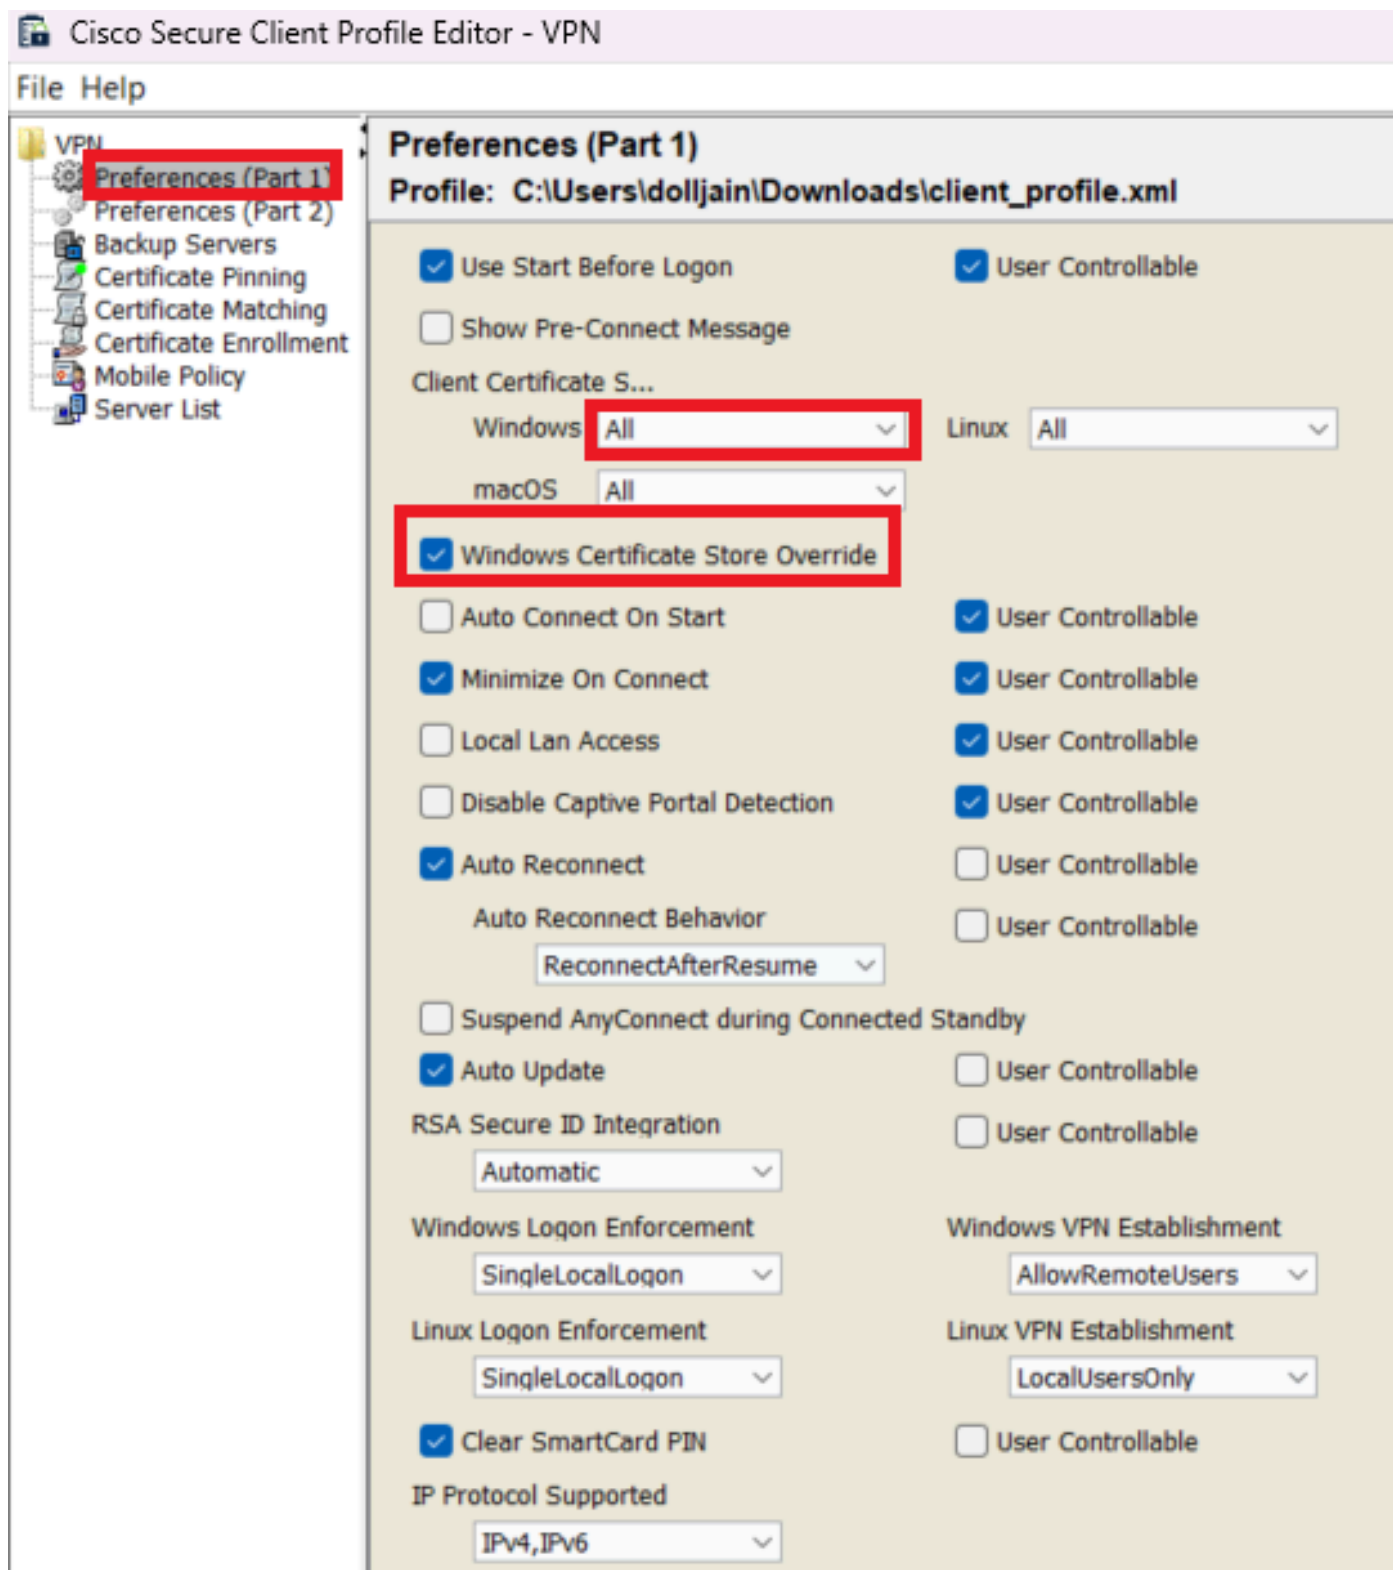 Cisco Secure Client Profile Editor - VPN
File Help
VPN
Preferences (Part 1)
Preferences (Part 2)
Backup Servers
Certificate Pinning
Certificate Matching
Certificate Enrollment
Mobile Policy
Server List
Preferences (Part 1)
Profile: C:\Users\dolljain\Downloads\client_profile.xml
Use Start Before Logon User Controllable
Show Pre-Connect Message
Client Certificate S...
Windows All Linux All
macOS All
Windows Certificate Store Override
Auto Connect On Start User Controllable
Minimize On Connect User Controllable
Local Lan Access User Controllable
Disable Captive Portal Detection User Controllable
Auto Reconnect User Controllable
Auto Reconnect Behavior User Controllable
ReconnectAfterResume
Suspend AnyConnect during Connected Standby
Auto Update User Controllable
RSA Secure ID Integration User Controllable
Automatic
Windows Logon Enforcement Windows VPN Establishment
SingleLocalLogon AllowRemoteUsers
Linux Logon Enforcement Linux VPN Establishment
SingleLocalLogon LocalUsersOnly
Clear SmartCard PIN User Controllable
IP Protocol Supported
IPv4,IPv6